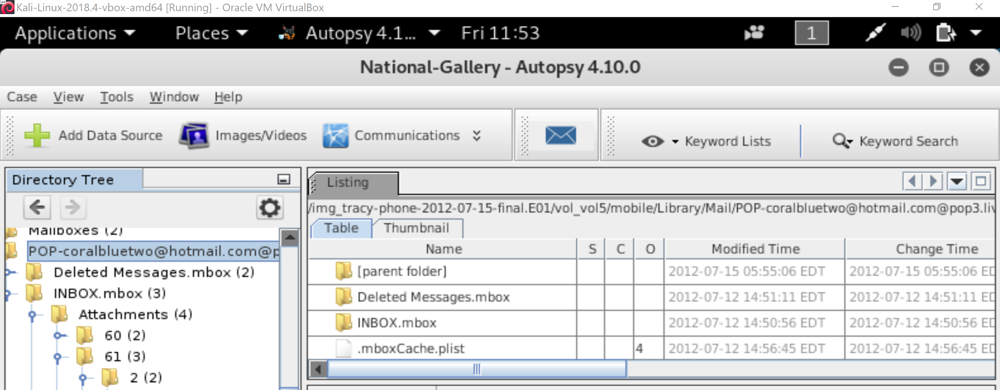 64
Kali-Linux-2018.4-vbox-amd64 [Running] - Oracle VM VirtualBox
Applications Places Autopsy 4.1... Fri 11:53 1
National-Gallery - Autopsy 4.10.0
Case View Tools Window Help
Add Data Source Images/Videos Communications Keyword Lists Keyword Search
Directory Tree
Mailboxes (2)
POP-coralbluetwo@hotmail.com@p
Deleted Messages.mbox (2)
INBOX.mbox (3)
Attachments (4)
60 (2)
61 (3)
2 (2)
Listing
/img_tracy-phone-2012-07-15-final.E01/vol_vol5/mobile/Library/Mail/POP-coralbluetwo@hotmail.com@pop3.liv
Table Thumbnail
Name S C O Modified Time Change Time
[parent folder] 2012-07-15 05:55:06 EDT 2012-07-15 05:55:06 ED
Deleted Messages.mbox 2012-07-12 14:51:11 EDT 2012-07-12 14:51:11 ED
INBOX.mbox 2012-07-12 14:50:56 EDT 2012-07-12 14:50:56 ED
.mboxCache.plist 4 2012-07-12 14:56:45 EDT 2012-07-12 14:56:45 ED